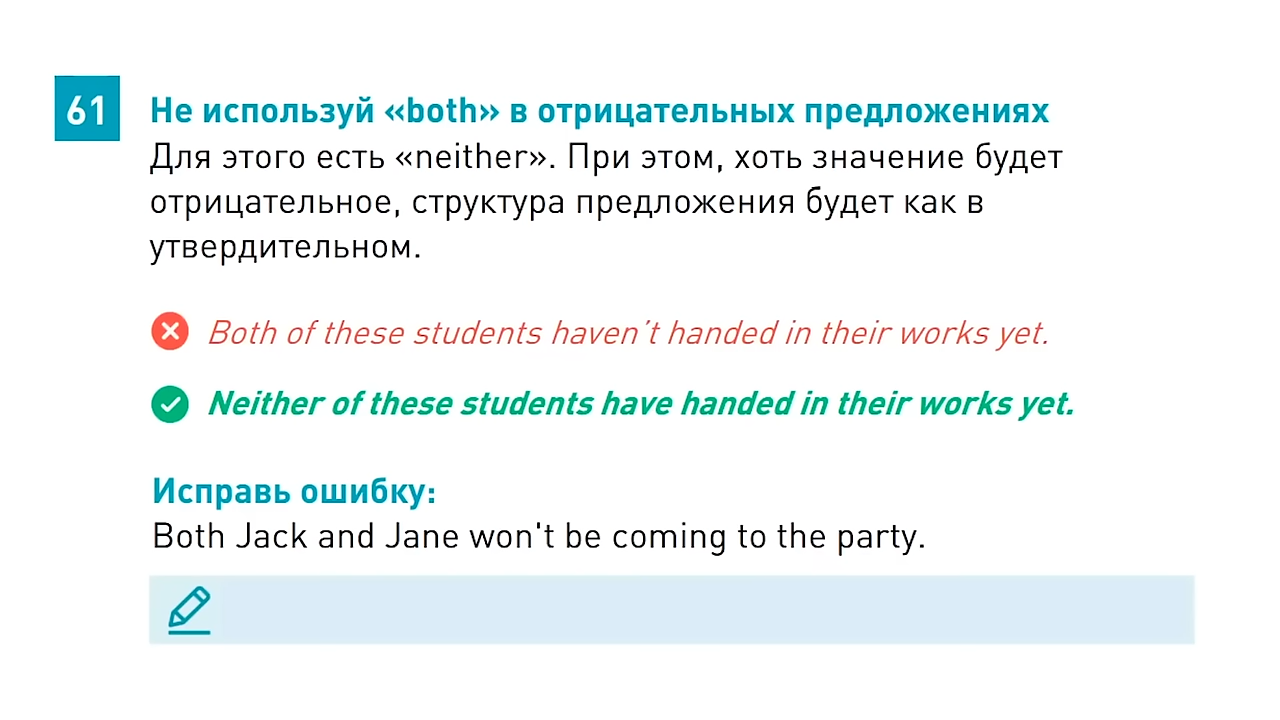 61
Не используй «both» в отрицательных предложениях
Для этого есть «neither». При этом, хоть значение будет
отрицательное, структура предложения будет как в
утвердительном.
Both of these students haven't handed in their works yet.
Neither of these students have handed in their works yet.
Исправь ошибку:
Both Jack and Jane won't be coming to the party.